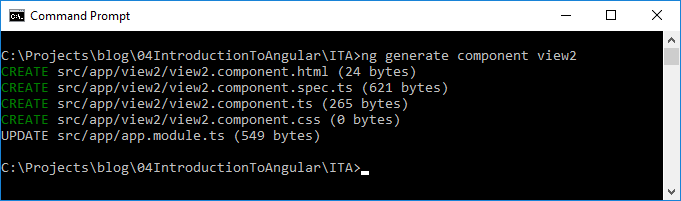 Command Prompt
C:\Projects\blog\04IntroductionToAngular\ITA>ng generate component view2
CREATE src/app/view2/view2.component.html (24 bytes)
CREATE src/app/view2/view2.component.spec.ts (621 bytes)
CREATE src/app/view2/view2.component.ts (265 bytes)
CREATE src/app/view2/view2.component.css (0 bytes)
UPDATE src/app/app.module.ts (549 bytes)
C:\Projects\blog\04IntroductionToAngular\ITA>